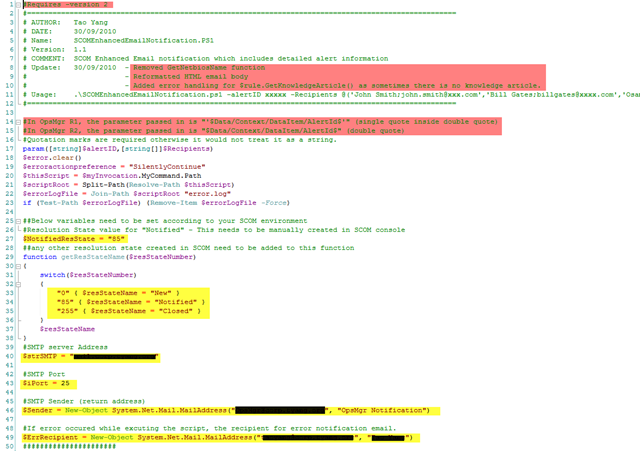 1 #Requires -version 2
2 #=====================================================================================================
3 # AUTHOR: Tao Yang
4 # DATE: 30/09/2010
5 # Name: SCOMEnhancedEmailNotification.PS1
6 # Version: 1.1
7 # COMMENT: SCOM Enhanced Email notification which includes detailed alert information
8 # Update: 30/09/2010 - Removed GetNetbiosName function
9 # - Reformatted HTML email body
10 # - Added error handling for $rule.GetKnowledgeArticle() as sometimes there is no knowledge article.
11 # Usage: .\SCOMEnhancedEmailNotification.ps1 -alertID xxxxx -Recipients @('John Smith;john.smith@xxx.com','Bill Gates;billgates@xxxx.com','Osam
12 #=====================================================================================================
13
14 #In OpsMgr R1, the parameter passed in is "'$Data/Context/DataItem/AlertId$'" (single quote inside double quote)
15 #In OpsMgr R2, the parameter passed in is "$Data/Context/DataItem/AlertId$" (double quote)
16 #Quotation marks are required otherwise it would not treat it as a string.
17 param([string]$alertID,[string[]]$Recipients)
18 $error.clear()
19 $erroractionpreference = "SilentlyContinue"
20 $thisScript = $myInvocation.MyCommand.Path
21 $scriptRoot = Split-Path(Resolve-Path $thisScript)
22 $errorLogFile = Join-Path $scriptRoot "error.log"
23 if (Test-Path $errorLogFile) {Remove-Item $errorLogFile -Force}
24
25 ##Below variables need to be set according to your SCOM environment
26 #Resolution State value for "Notified" - This needs to be manually created in SCOM console
27 $NotifiedResState = "85"
28 ##any other resolution state created in SCOM need to be added to this function
29 function getResStateName($resStateNumber)
30 {
31 switch($resStateNumber)
32 {
33 "0" { $resStateName = "New" }
34 "85" { $resStateName = "Notified" }
35 "255" { $resStateName = "Closed" }
36 }
37 $resStateName
38 }
39 #SMTP server Address
40 $strSMTP = " "
41
42 #SMTP Port
43 $iPort = 25
44
45 #SMTP Sender (return address)
46 $Sender = New-Object System.Net.Mail.MailAddress(" ", "OpsMgr Notification")
47
48 #If error occured while excuting the script, the recipient for error notification email.
49 $ErrRecipient = New-Object System.Net.Mail.MailAddress(" ", " ")
50 ######################